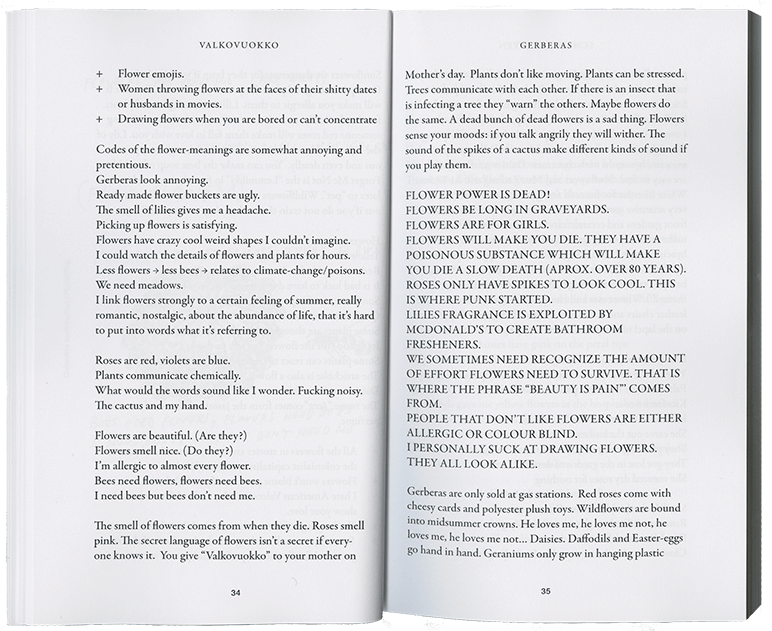 VALKOVUOKKO
+ Flower emojis.
+ Women throwing flowers at the faces of their shitty dates
or husbands in movies.
+ Drawing flowers when you are bored or can't concentrate
Codes of the flower-meanings are somewhat annoying and
pretentious.
Gerberas look annoying.
Ready made flower buckets are ugly.
The smell of lilies gives me a headache.
Picking up flowers is satisfying.
Flowers have crazy cool weird shapes I couldn't imagine.
I could watch the details of flowers and plants for hours.
Less flowers → less bees → relates to climate-change/poisons.
We need meadows.
I link flowers strongly to a certain feeling of summer, really
romantic, nostalgic, about the abundance of life, that it's hard
to put into words what it's referring to.
Roses are red, violets are blue.
Plants communicate chemically.
What would the words sound like I wonder. Fucking noisy.
The cactus and my hand.
Flowers are beautiful. (Are they?)
Flowers smell nice. (Do they?)
I'm allergic to almost every flower.
Bees need flowers, flowers need bees.
I need bees but bees don't need me.
The smell of flowers comes from when they die. Roses smell
pink. The secret language of flowers isn't a secret if every-
one knows it. You give “Valkovuokko” to your mother on
34
GERBERAS
Mother's day. Plants don't like moving. Plants can be stressed.
Trees communicate with each other. If there is an insect that
is infecting a tree they “warn” the others. Maybe flowers do
the same. A dead bunch of dead flowers is a sad thing. Flowers
sense your moods: if you talk angrily they will wither. The
sound of the spikes of a cactus make different kinds of sound if
you play them.
FLOWER POWER IS DEAD!
FLOWERS BE LONG IN GRAVEYARDS.
FLOWERS ARE FOR GIRLS.
FLOWERS WILL MAKE YOU DIE. THEY HAVE A
POISONOUS SUBSTANCE WHICH WILL MAKE
YOU DIE A SLOW DEATH (APROX. OVER 80 YEARS).
ROSES ONLY HAVE SPIKES TO LOOK COOL. THIS
IS WHERE PUNK STARTED.
LILIES FRAGRANCE IS EXPLOITED BY
MCDONALD'S TO CREATE BATHROOM
FRESHENERS.
WE SOMETIMES NEED RECOGNIZE THE AMOUNT
OF EFFORT FLOWERS NEED TO SURVIVE. THAT IS
WHERE THE PHRASE “BEAUTY IS PAIN”' COMES
FROM.
PEOPLE THAT DON'T LIKE FLOWERS ARE EITHER
ALLERGIC OR COLOUR BLIND.
I PERSONALLY SUCK AT DRAWING FLOWERS.
THEY ALL LOOK ALIKE.
Gerberas are only sold at gas stations. Red roses come with
cheesy cards and polyester plush toys. Wildflowers are bound
into midsummer crowns. He loves me, he loves me not, he
loves me, he loves me not... Daisies. Daffodils and Easter-eggs
go hand in hand. Geraniums only grow in hanging plastic
35